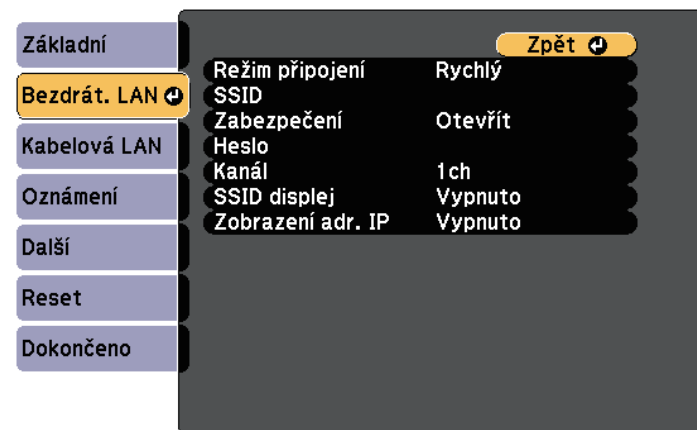 Základní
Bezdrát. LAN
Kabelová LAN
Oznámení
Další
Reset
Dokončeno
Zpět
Režim připojení Rychlý
SSID
Zabezpečení Otevřít
Heslo
Kanál 1ch
SSID displej Vypnuto
Zobrazení adr. IP Vypnuto